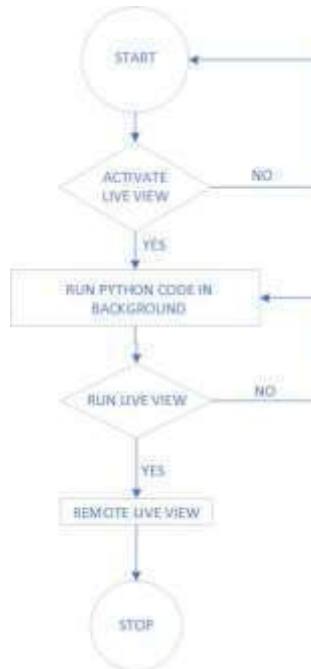 START
ACTIVATE
LIVE VIEW
NO
YES
RUN PYTHON CODE IN
BACKGROUND
RUN LIVE VIEW
NO
YES
REMOTE LIVE VIEW
STOP